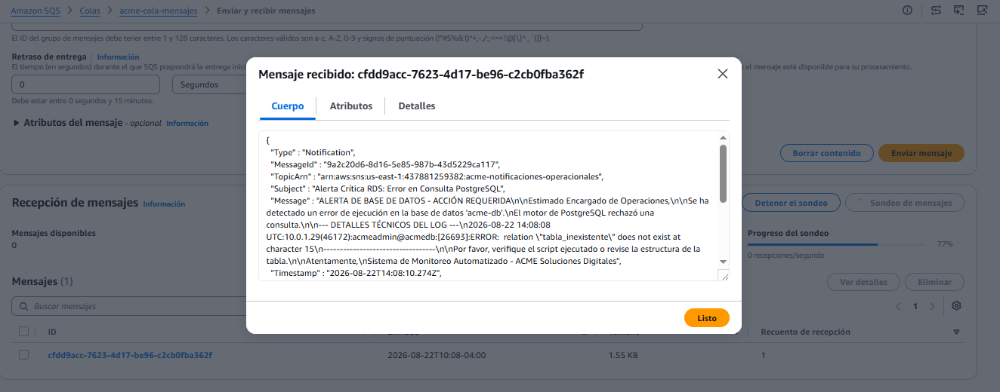 Amazon SQS > Colas > acme-cola-mensajes > Enviar y recibir mensajes
El ID del grupo de mensajes debe tener entre 1 y 128 caracteres. Los caracteres válidos son a-z, A-Z, 0-9 y signos de puntuación (!"#$%&'()*+,-./:;<=>?@[\]^_`{|}~).
Retraso de entrega | Información
El tiempo (en segundos) durante el que SQS pospondrá la entrega inici
e el mensaje esté disponible para su procesamiento.
0
Segundos
Debe estar entre 0 segundos y 15 minutos.
Atributos del mensaje - opcional Información
Borrar contenido
Enviar mensaje
Mensaje recibido: cfdd9acc-7623-4d17-be96-c2cb0fba362f
Cuerpo
Atributos
Detalles
{
"Type" : "Notification",
"MessageId" : "9a2c20d6-8d16-5e85-987b-43d5229ca117",
"TopicArn" : "arn:aws:sns:us-east-1:437881259382:acme-notificaciones-operacionales",
"Subject" : "Alerta Crítica RDS: Error en Consulta PostgreSQL",
"Message" : "ALERTA DE BASE DE DATOS - ACCIÓN REQUERIDA\n\nEstimado Encargado de Operaciones,\n\nSe ha
detectado un error de ejecución en la base de datos 'acme-db'.\nEl motor de PostgreSQL rechazó una
consulta.\n\n--- DETALLES TÉCNICOS DEL LOG ---\n2026-08-22 14:08:08
UTC:10.0.1.29(46172):acmeadmin@acmedb:[26693]:ERROR:  relation \"tabla_inexistente\" does not exist at
character 15\n----------------------------------\n\nPor favor, verifique el script ejecutado o revise la estructura de la
tabla.\n\nAtentamente,\nSistema de Monitoreo Automatizado - ACME Soluciones Digitales",
"Timestamp" : "2026-08-22T14:08:10.274Z",
Listo
Recepción de mensajes Información
Detener el sondeo
Sondeo de mensajes
Mensajes disponibles
0
Progreso del sondeo
77%
0 recepciones/segundo
Mensajes (1)
Ver detalles
Eliminar
Buscar mensajes
1
ID
Recuento de recepción
cfdd9acc-7623-4d17-be96-c2cb0fba362f
2026-08-22T10:08-04:00
1.55 KB
1